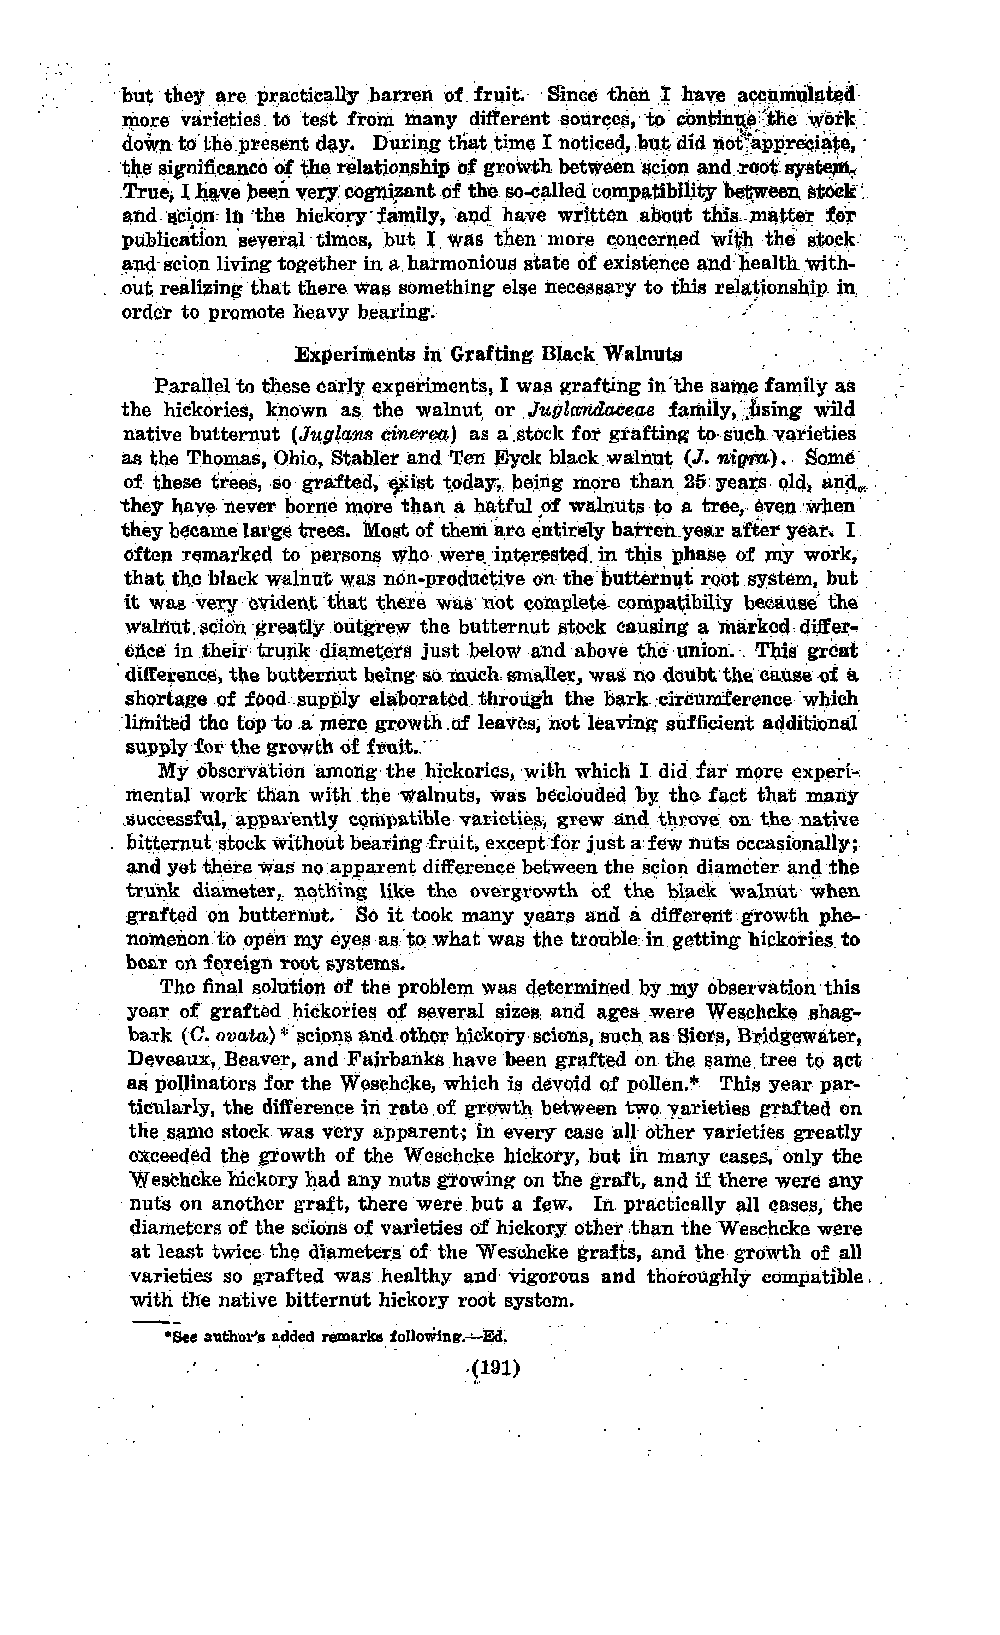 but they are practically barren of fruit. Since then I have accumulated
more varieties to test from many different sources, to continue the work
down to the present day. During that time I noticed, but did not appreciate,
the significance of the relationship of growth between scion and root system.
True, I have been very cognizant of the so-called compatibility between stock
and scion in the hickory family, and have written about this matter for
publication several times, but I was then more concerned with the stock
and scion living together in a harmonious state of existence and health with-
out realizing that there was something else necessary to this relationship in
order to promote heavy bearing.
Experiments in Grafting Black Walnuts
Parallel to these early experiments, I was grafting in the same family as
the hickories, known as the walnut or Juglandaceae family, using wild
native butternut (Juglans cinerea) as a stock for grafting to such varieties
as the Thomas, Ohio, Stabler and Ten Eyck black walnut (J. nigra). Some
of these trees, so grafted, exist today, being more than 25 years old, and
they have never borne more than a hatful of walnuts to a tree, even when
they became large trees. Most of them are entirely barren year after year. I
often remarked to persons who were interested in this phase of my work,
that the black walnut was non-productive on the butternut root system, but
it was very evident that there was not complete compatibiliy because the
walnut scion greatly outgrew the butternut stock causing a marked differ-
ence in their trunk diameters just below and above the union. This great
difference, the butternut being so much smaller, was no doubt the cause of a
shortage of food supply elaborated through the bark circumference which
limited the top to a mere growth of leaves, not leaving sufficient additional
supply for the growth of fruit.
My observation among the hickories, with which I did far more experi-
mental work than with the walnuts, was beclouded by the fact that many
successful, apparently compatible varieties, grew and throve on the native
bitternut stock without bearing fruit, except for just a few nuts occasionally;
and yet there was no apparent difference between the scion diameter and the
trunk diameter, nothing like the overgrowth of the black walnut when
grafted on butternut. So it took many years and a different growth phe-
nomenon to open my eyes as to what was the trouble in getting hickories to
bear on foreign root systems.
The final solution of the problem was determined by my observation this
year of grafted hickories of several sizes and ages were Weschcke shag-
bark (C. ovata)* scions and other hickory scions, such as Siers, Bridgewater,
Deveaux, Beaver, and Fairbanks have been grafted on the same tree to act
as pollinators for the Weschcke, which is devoid of pollen.* This year par-
ticularly, the difference in rate of growth between two varieties grafted on
the same stock was very apparent; in every case all other varieties greatly
exceeded the growth of the Weschcke hickory, but in many cases, only the
Weschcke hickory had any nuts growing on the graft, and if there were any
nuts on another graft, there were but a few. In practically all cases, the
diameters of the scions of varieties of hickory other than the Weschcke were
at least twice the diameters of the Weschcke grafts, and the growth of all
varieties so grafted was healthy and vigorous and thoroughly compatible
with the native bitternut hickory root system.
*See author's added remarks following.—Ed.
(191)